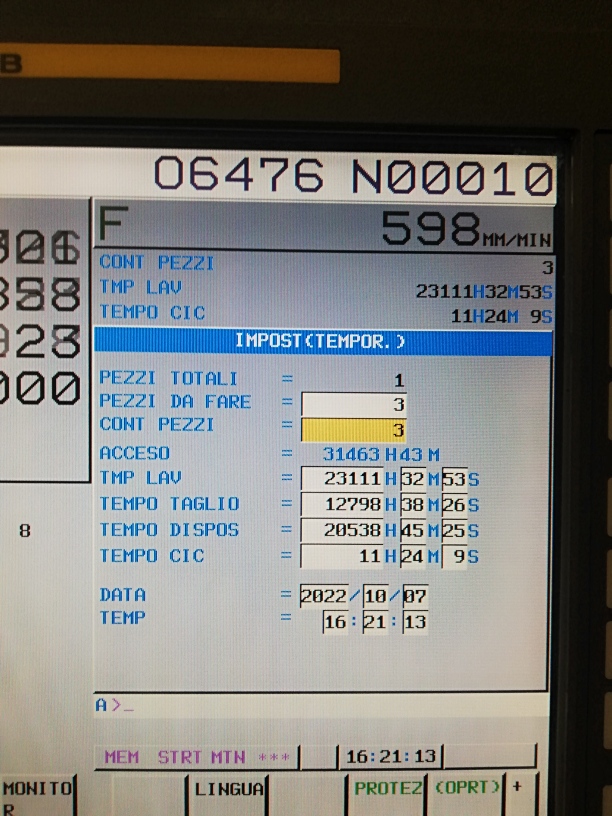 B
O6476 N00010
F 598MM/MIN
CONT PEZZI 3
TMP LAV 23111H32M53S
TEMPO CIC 11H24M 9S
28
000
IMPOST(TEMPOR.)
PEZZI TOTALI = 1
PEZZI DA FARE = 3
CONT PEZZI = 3
ACCESO = 31463H43M
TMP LAV = 23111H32M53S
TEMPO TAGLIO = 12798H38M26S
8
TEMPO DISPOS = 20538H45M25S
TEMPO CIC = 11H24M 9S
DATA = 2022/10/07
TEMP = 16:21:13
A>_
MEM STRT MTN *** 16:21:13
MONITOR LINGUA PROTEZ (OPRT) +